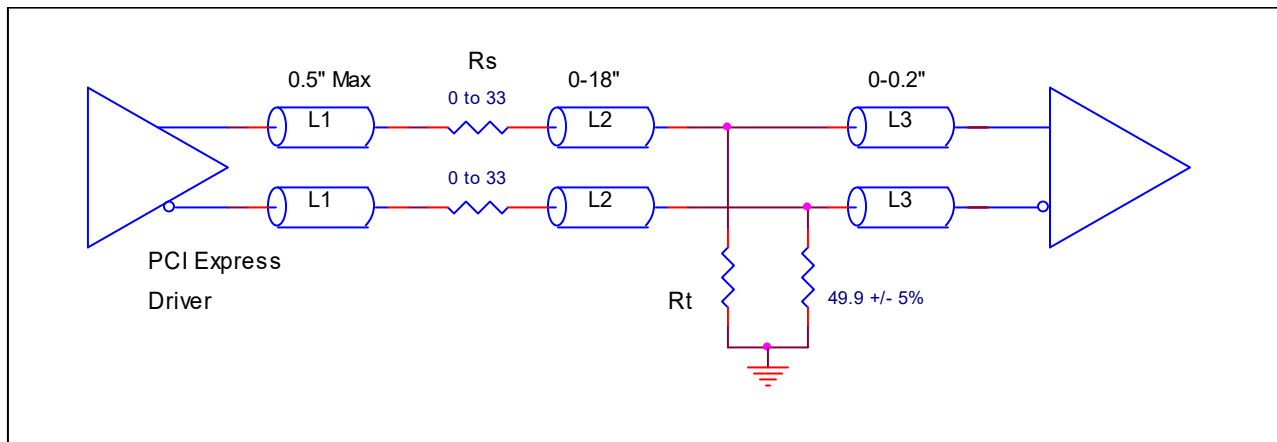 Rs
0.5" Max
0 to 33
0-18"
0-0.2"
L1
L2
L3
0 to 33
L1
L2
L3
PCI Express
Driver
Rt
49.9 +/- 5%